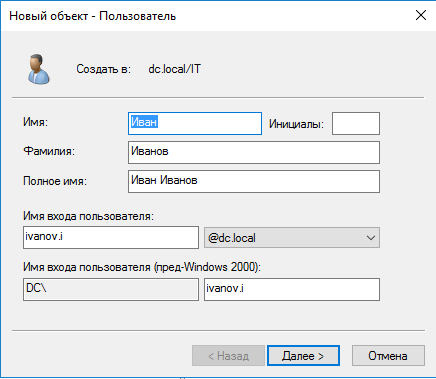 Новый объект - Пользователь
Создать в: dc.local/IT
Имя: Иван Инициалы:
Фамилия: Иванов
Полное имя: Иван Иванов
Имя входа пользователя:
ivanov.i @dc.local
Имя входа пользователя (пред-Windows 2000):
DC\ ivanov.i
< Назад Далее > Отмена